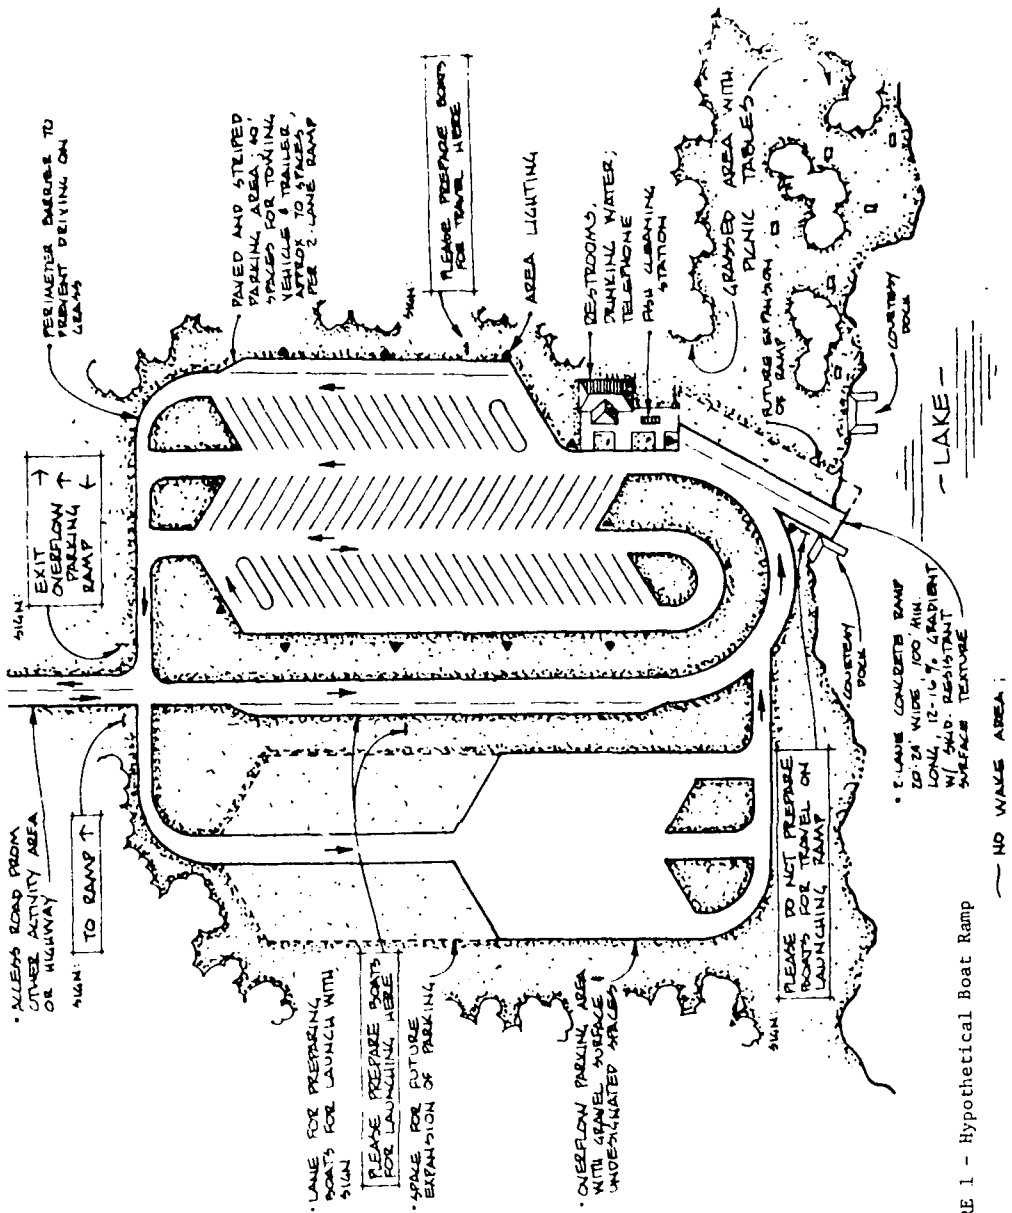 • ACCESS ROAD FROM
OTHER ACTIVITY AREA
OR HIGHWAY
SIGN:
TO RAMP ↑
SIGN:
EXIT →
OVERFLOW ↑
PARKING
RAMP ←
PERIMETER BARRIER TO
PREVENT DRIVING ON
GRASS
PAVED AND STRIPED
PARKING AREA; 40'
SPACES FOR TOWING
VEHICLE & TRAILER,
APPROX 70 SPACES
PER 2 LANE RAMP
SIGN:
PLEASE PREPARE BOATS
FOR TRAVEL HERE
AREA LIGHTING
RESTROOMS,
DRINKING WATER,
TELEPHONE
FISH CLEANING
STATION
GRASSED AREA WITH
PICNIC TABLES
FUTURE EXPANSION
OF RAMP
COURTESY
DOCK
- LAKE -
• LANE FOR PREPARING
BOATS FOR LAUNCH WITH
SIGN
PLEASE PREPARE BOATS
FOR LAUNCHING HERE
• SPACE FOR FUTURE
EXPANSION OF PARKING
• OVERFLOW PARKING AREA
WITH GRAVEL SURFACE &
UNDESIGNATED SPACES
SIGN:
PLEASE DO NOT PREPARE
BOATS FOR TRAVEL ON
LAUNCHING RAMP
COURTESY
DOCK
• 2 LANE CONCRETE RAMP
20-24 WIDE, 100 MIN.
LONG, 12-16 % GRADIENT
W/ SKID RESISTANT
SURFACE TEXTURE
— NO WAKE AREA;
RE 1 - Hypothetical Boat Ramp